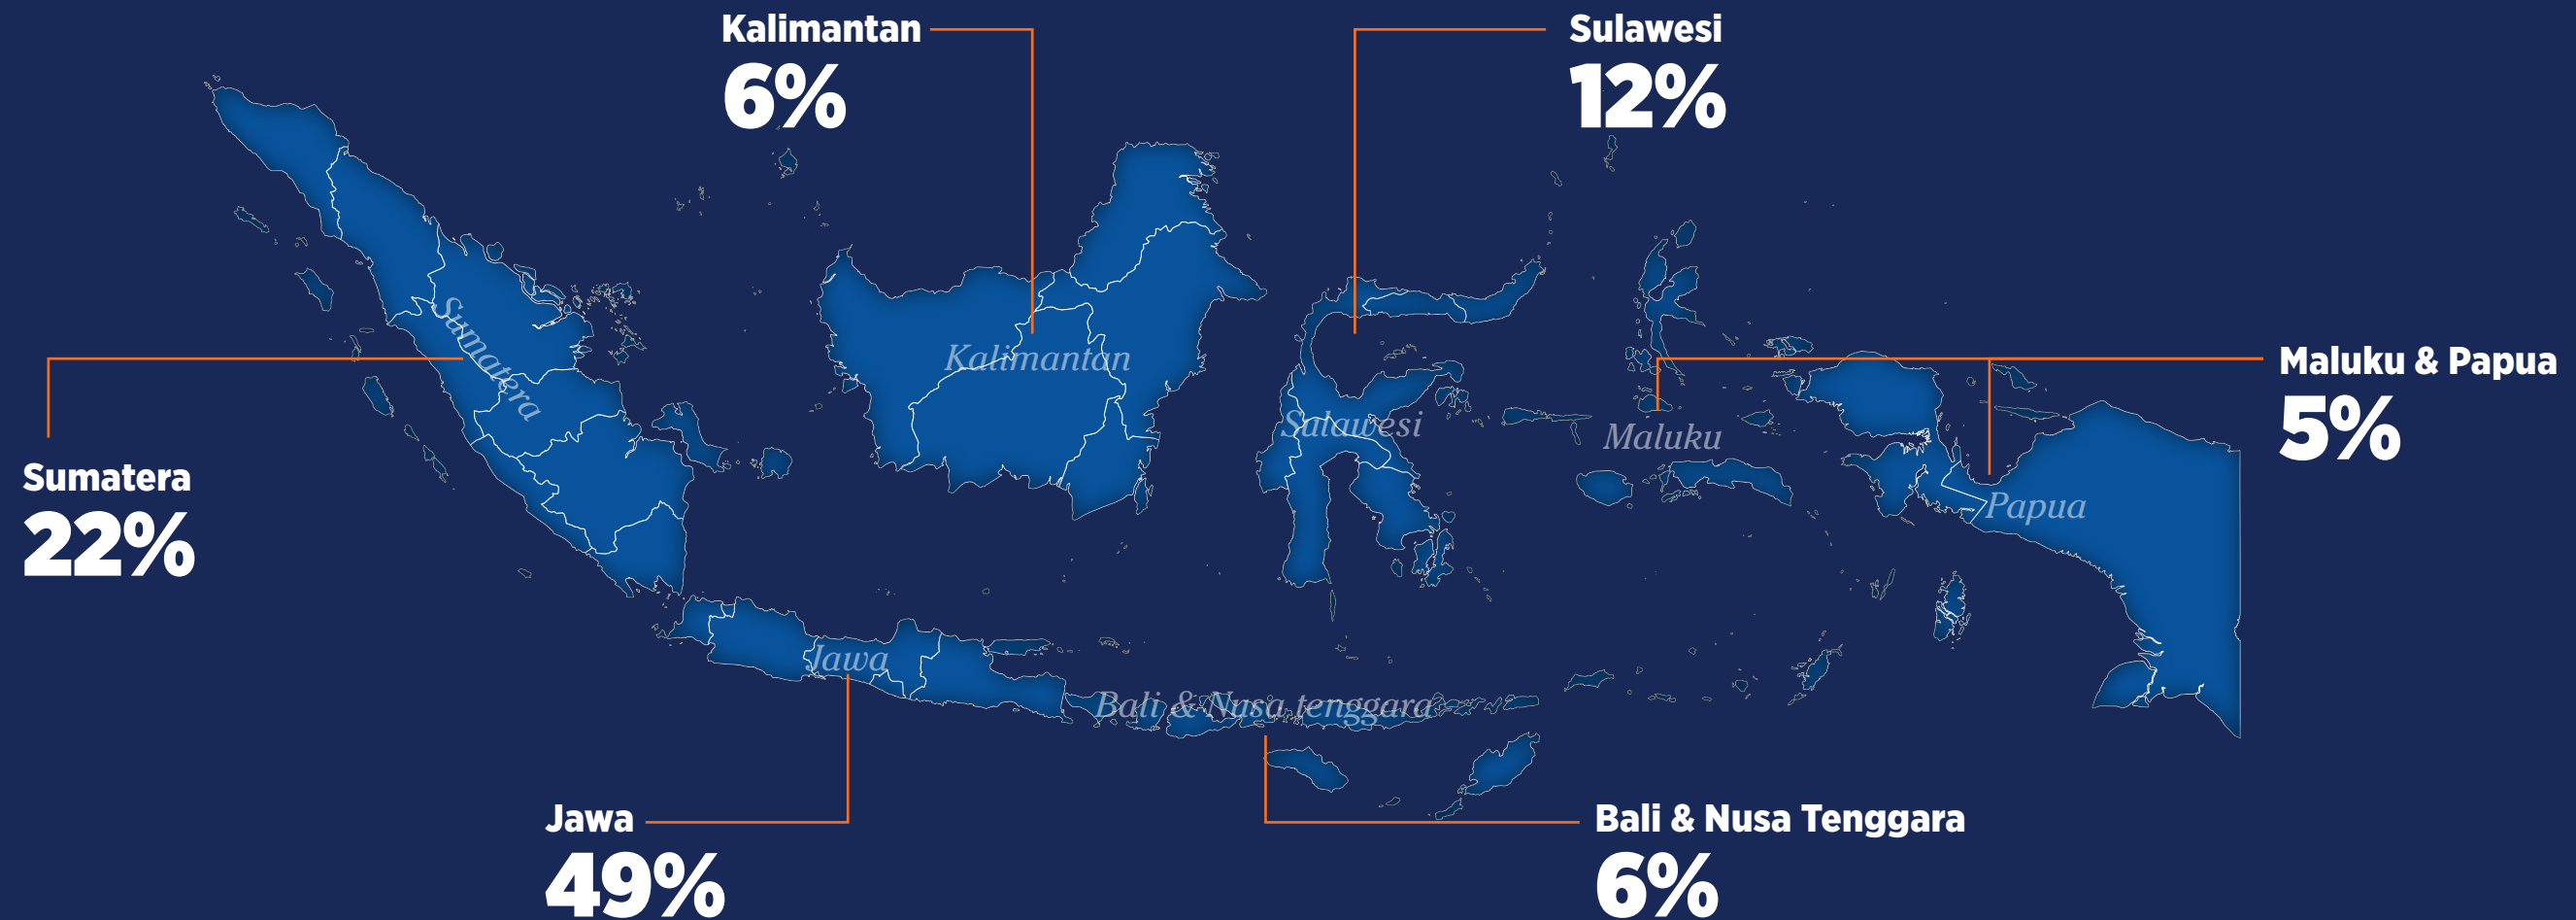 Kalimantan
6%
Sulawesi
12%
Sumatera
Kalimantan
Maluku & Papua
5%
Sulawesi
Maluku
Sumatera
22%
Papua
Jawa
Bali & Nusa tenggara
Jawa
49%
Bali & Nusa Tenggara
6%